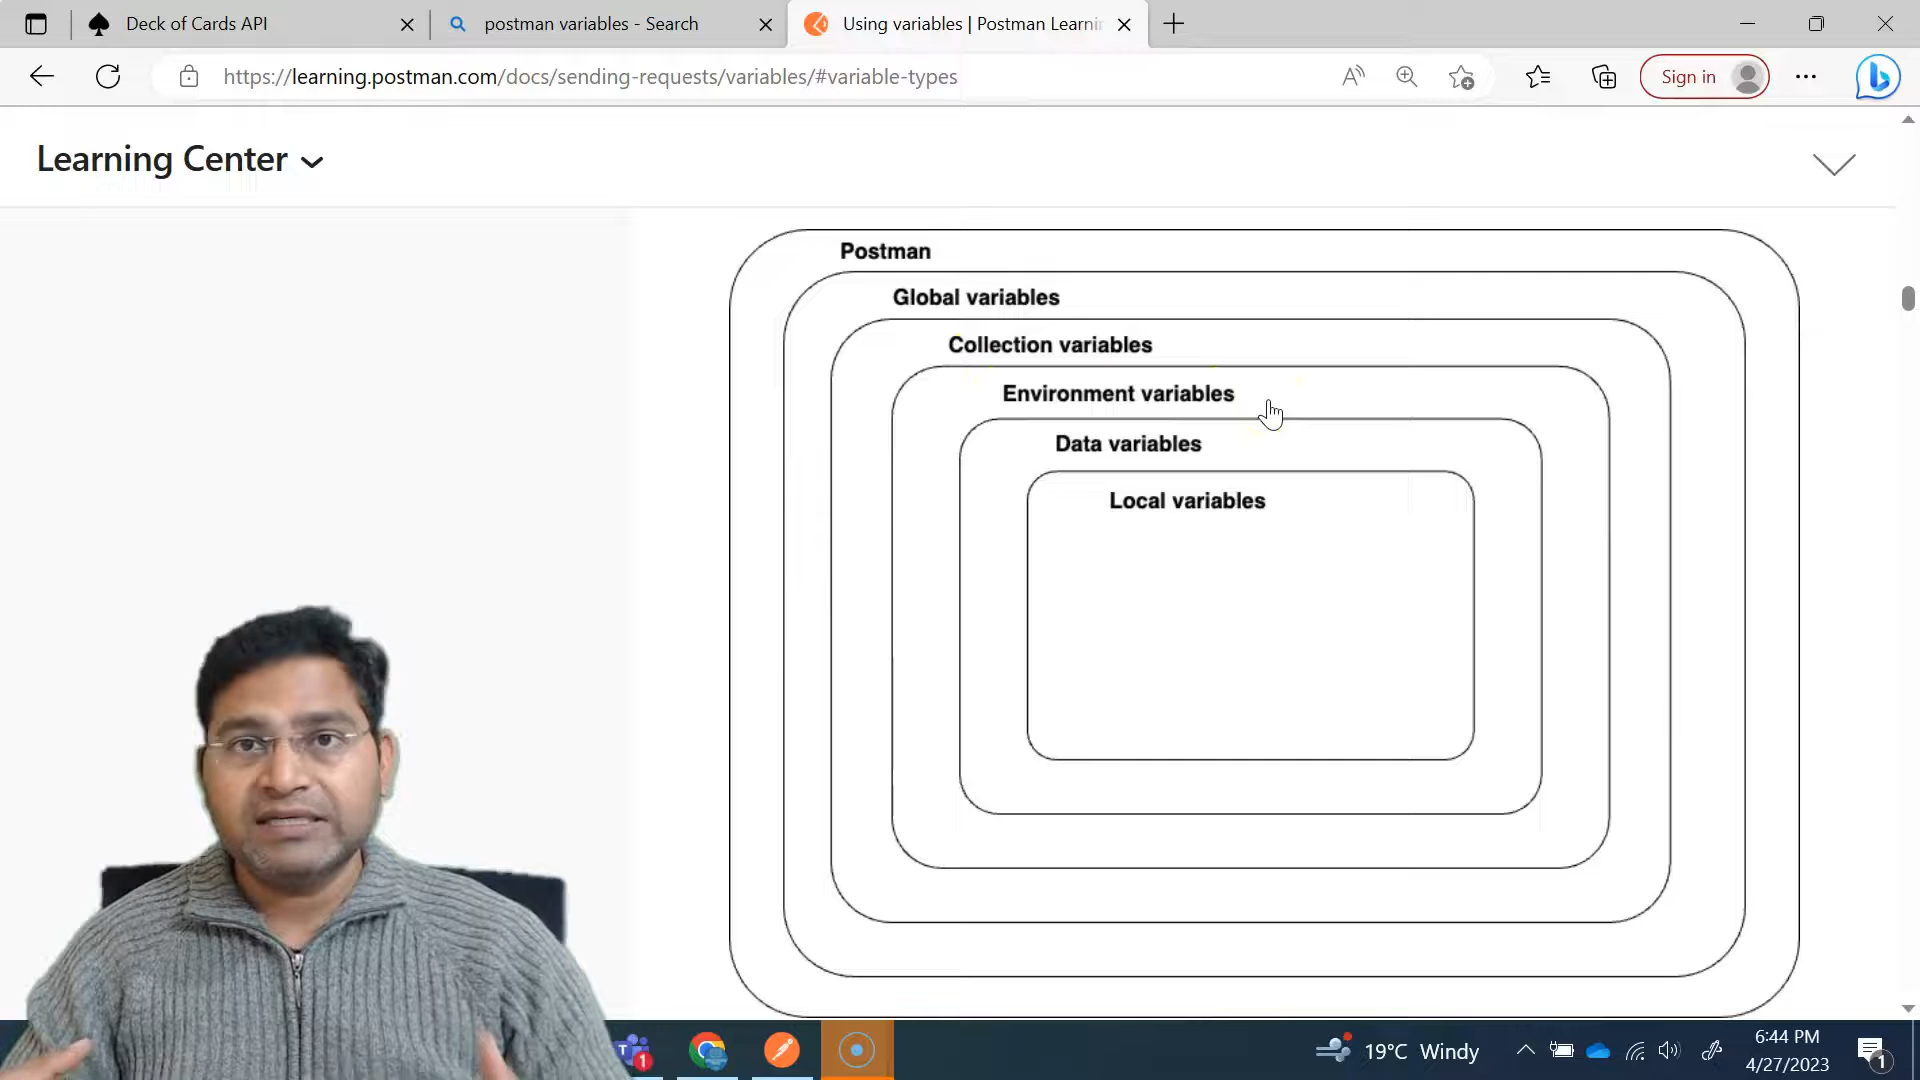 Deck of Cards API
postman variables - Search
Using variables | Postman Learni
https://learning.postman.com/docs/sending-requests/variables/#variable-types
Sign in
Learning Center
Postman
Global variables
Collection variables
Environment variables
Data variables
Local variables
19°C Windy
6:44 PM
4/27/2023
1
1